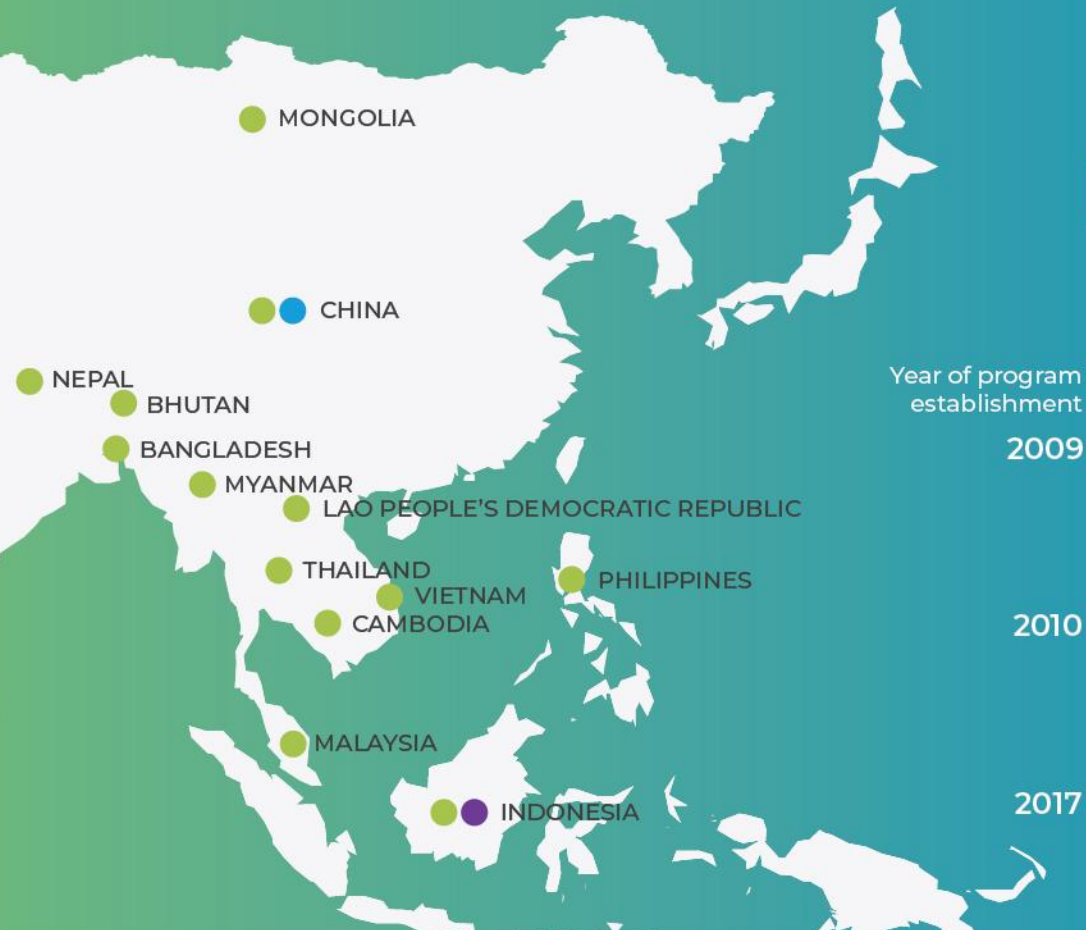 MONGOLIA
CHINA
NEPAL
BHUTAN
BANGLADESH
MYANMAR
LAO PEOPLE’S DEMOCRATIC REPUBLIC
THAILAND
VIETNAM
CAMBODIA
PHILIPPINES
MALAYSIA
INDONESIA
Year of program
establishment
2009
2010
2017